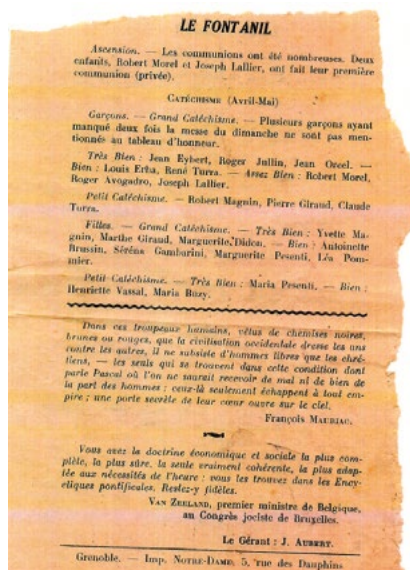 LE FONTANIL
Ascension. — Les communions ont été nombreuses. Deux
enfants, Robert Morel et Joseph Lallier, ont fait leur première
communion (privée).
CATÉCHISME (Avril-Mai)
Garçons. — Grand Catéchisme. — Plusieurs garçons ayant
manqué deux fois la messe du dimanche ne sont pas men-
tionnés au tableau d'honneur.
Très Bien : Jean Eybert, Roger Jullin, Jean Orcel. —
Bien : Louis Erba, René Turra. — Assez Bien : Robert Morel,
Roger Avogadro, Joseph Lallier.
Petit Catéchisme. — Robert Magnin, Pierre Giraud, Claude
Turra.
Filles. — Grand Catéchisme. — Très Bien : Yvette Ma-
gnin, Marthe Giraud, Marguerite Didon. — Bien : Antoinette
Brussin, Séréna Gamburini, Marguerite Pesenti, Léa Pom-
mier.
Petit Catéchisme. — Très Bien : Maria Pesenti. — Bien :
Henriette Vassal, Maria Buzy.
Dans ces troupeaux humains, vêtus de chemises noires,
brunes ou rouges, que la civilisation occidentale dresse les uns
contre les autres, il ne subsiste d'hommes libres que les chré-
tiens, — les seuls qui se trouvent dans cette condition dont
parle Pascal où l'on ne saurait recevoir de mal ni de bien de
la part des hommes : ceux-là seulement échappent à tout em-
pire ; une porte secrète de leur cœur ouvre sur le ciel.
François MAURIAC.
Vous avez la doctrine économique et sociale la plus com-
plète, la plus sûre, la seule vraiment cohérente, la plus adap-
tée aux nécessités de l'heure : vous les trouvez dans les Ency-
cliques pontificales. Restez-y fidèles.
VAN ZEELAND, premier ministre de Belgique,
au Congrès jociste de Bruxelles.
Le Gérant : J. AUBERT.
Grenoble. — Imp. NOTRE-DAME, 5, rue des Dauphins